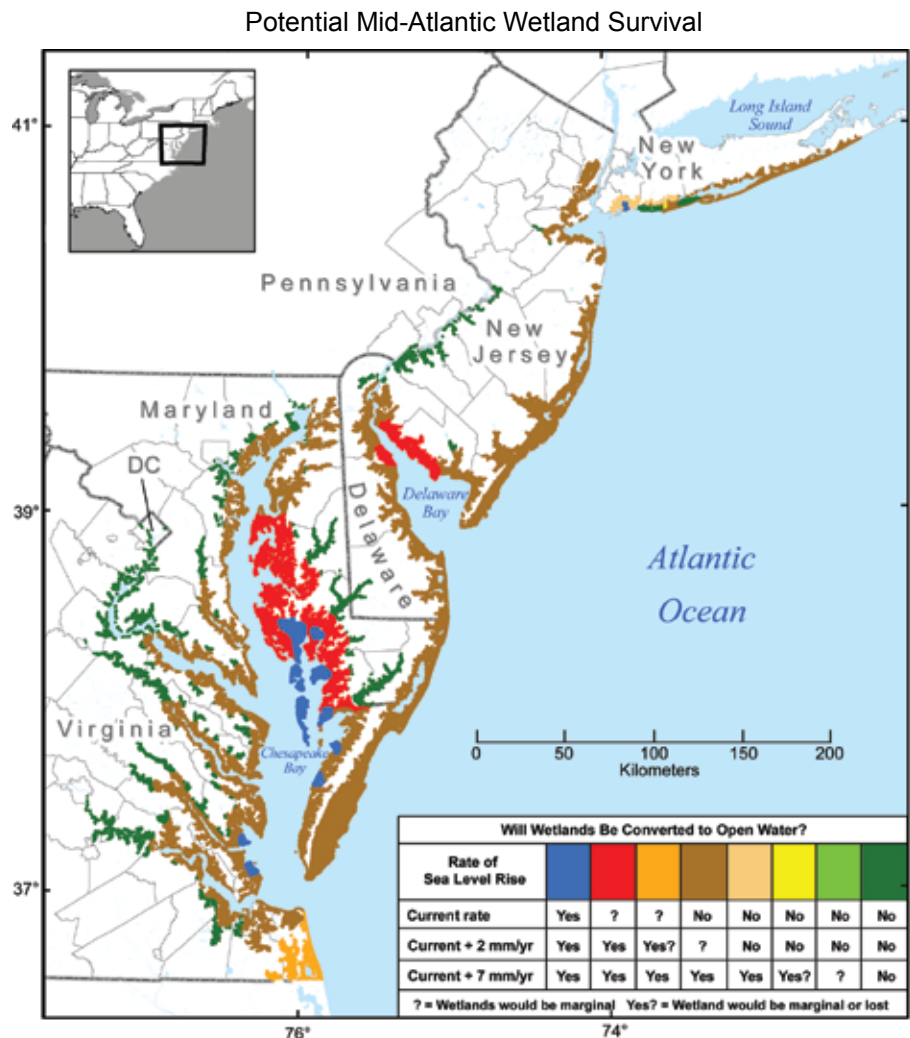 Potential Mid-Atlantic Wetland Survival
41°
Long Island
Sound
New
York
Pennsylvania
New
Jersey
Maryland
DC
39°
Delaware
Bay
Delaware
Atlantic
Ocean
Virginia
Chesapeake
Bay
0 50 100 150 200
Kilometers
37°
Will Wetlands Be Converted to Open Water?
Rate of
Sea Level Rise
Current rate Yes ? ? No No No No No
Current + 2 mm/yr Yes Yes Yes? ? No No No No
Current + 7 mm/yr Yes Yes Yes Yes Yes Yes? ? No
? = Wetlands would be marginal Yes? = Wetland would be marginal or lost
76° 74°